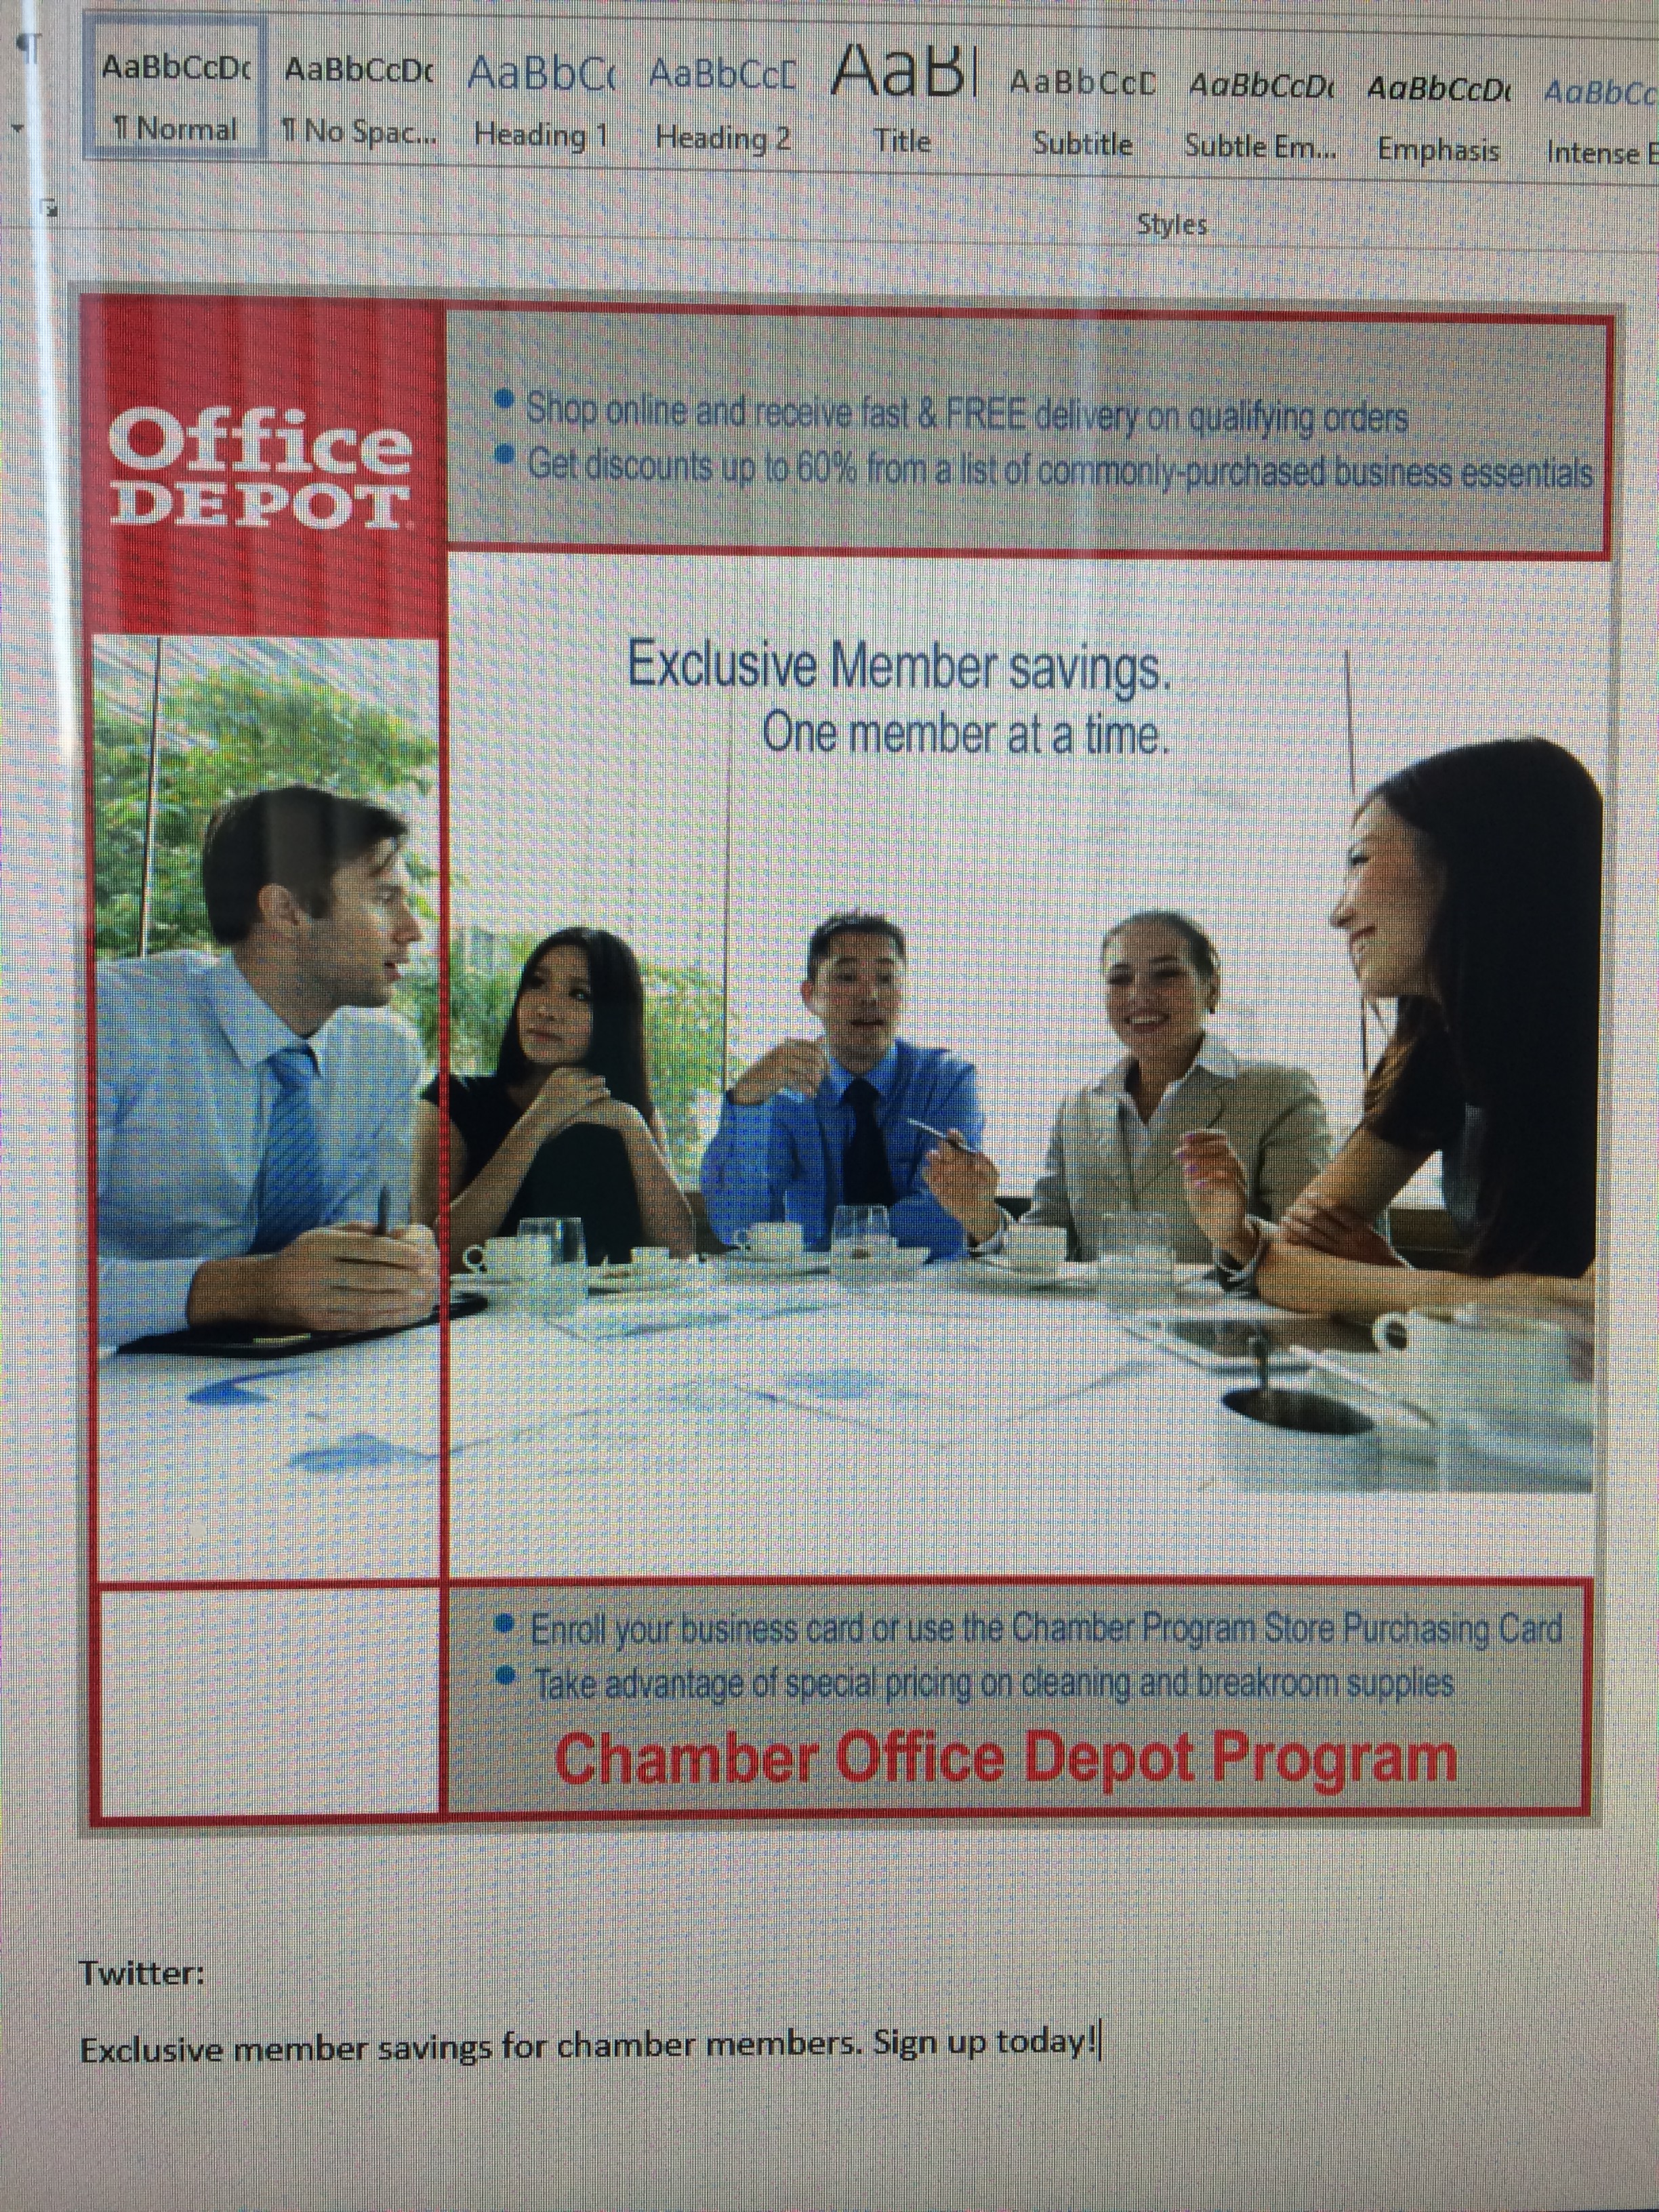 AaBbCcDc AaBbCcDc AaBbC( AaBbCcD AaB AaBbCcD AaBbCcDc AaBbCcDc AaBbCc
¶ Normal ¶ No Spac... Heading 1 Heading 2 Title Subtitle Subtle Em... Emphasis Intense E
Styles
Office
DEPOT
• Shop online and receive fast & FREE delivery on qualifying orders
• Get discounts up to 60% from a list of commonly-purchased business essentials
Exclusive Member savings.
One member at a time.
• Enroll your business card or use the Chamber Program Store Purchasing Card
• Take advantage of special pricing on cleaning and breakroom supplies
Chamber Office Depot Program
Twitter:
Exclusive member savings for chamber members. Sign up today!